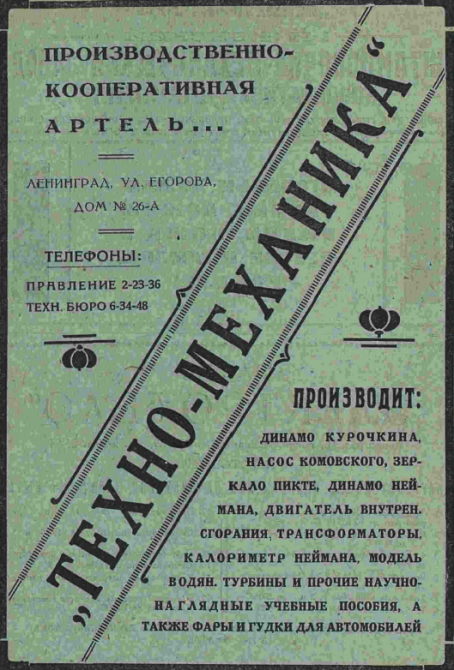 ПРОИЗВОДСТВЕННО-
КООПЕРАТИВНАЯ
АРТЕЛЬ...
ЛЕНИНГРАД, УЛ. ЕГОРОВА,
ДОМ № 26-А
ТЕЛЕФОНЫ:
ПРАВЛЕНИЕ 2-23-36
ТЕХН. БЮРО 6-34-48
„ТЕХНО-МЕХАНИКА“
ПРОИЗВОДИТ:
ДИНАМО КУРОЧКИНА,
НАСОС КОМОВСКОГО, ЗЕР-
КАЛО ПИКТЕ, ДИНАМО НЕЙ-
МАНА, ДВИГАТЕЛЬ ВНУТРЕН.
СГОРАНИЯ, ТРАНСФОРМАТОРЫ,
КАЛОРИМЕТР НЕЙМАНА, МОДЕЛЬ
ВОДЯН. ТУРБИНЫ И ПРОЧИЕ НАУЧНО-
НАГЛЯДНЫЕ УЧЕБНЫЕ ПОСОБИЯ, А
ТАКЖЕ ФАРЫ И ГУДКИ ДЛЯ АВТОМОБИЛЕЙ